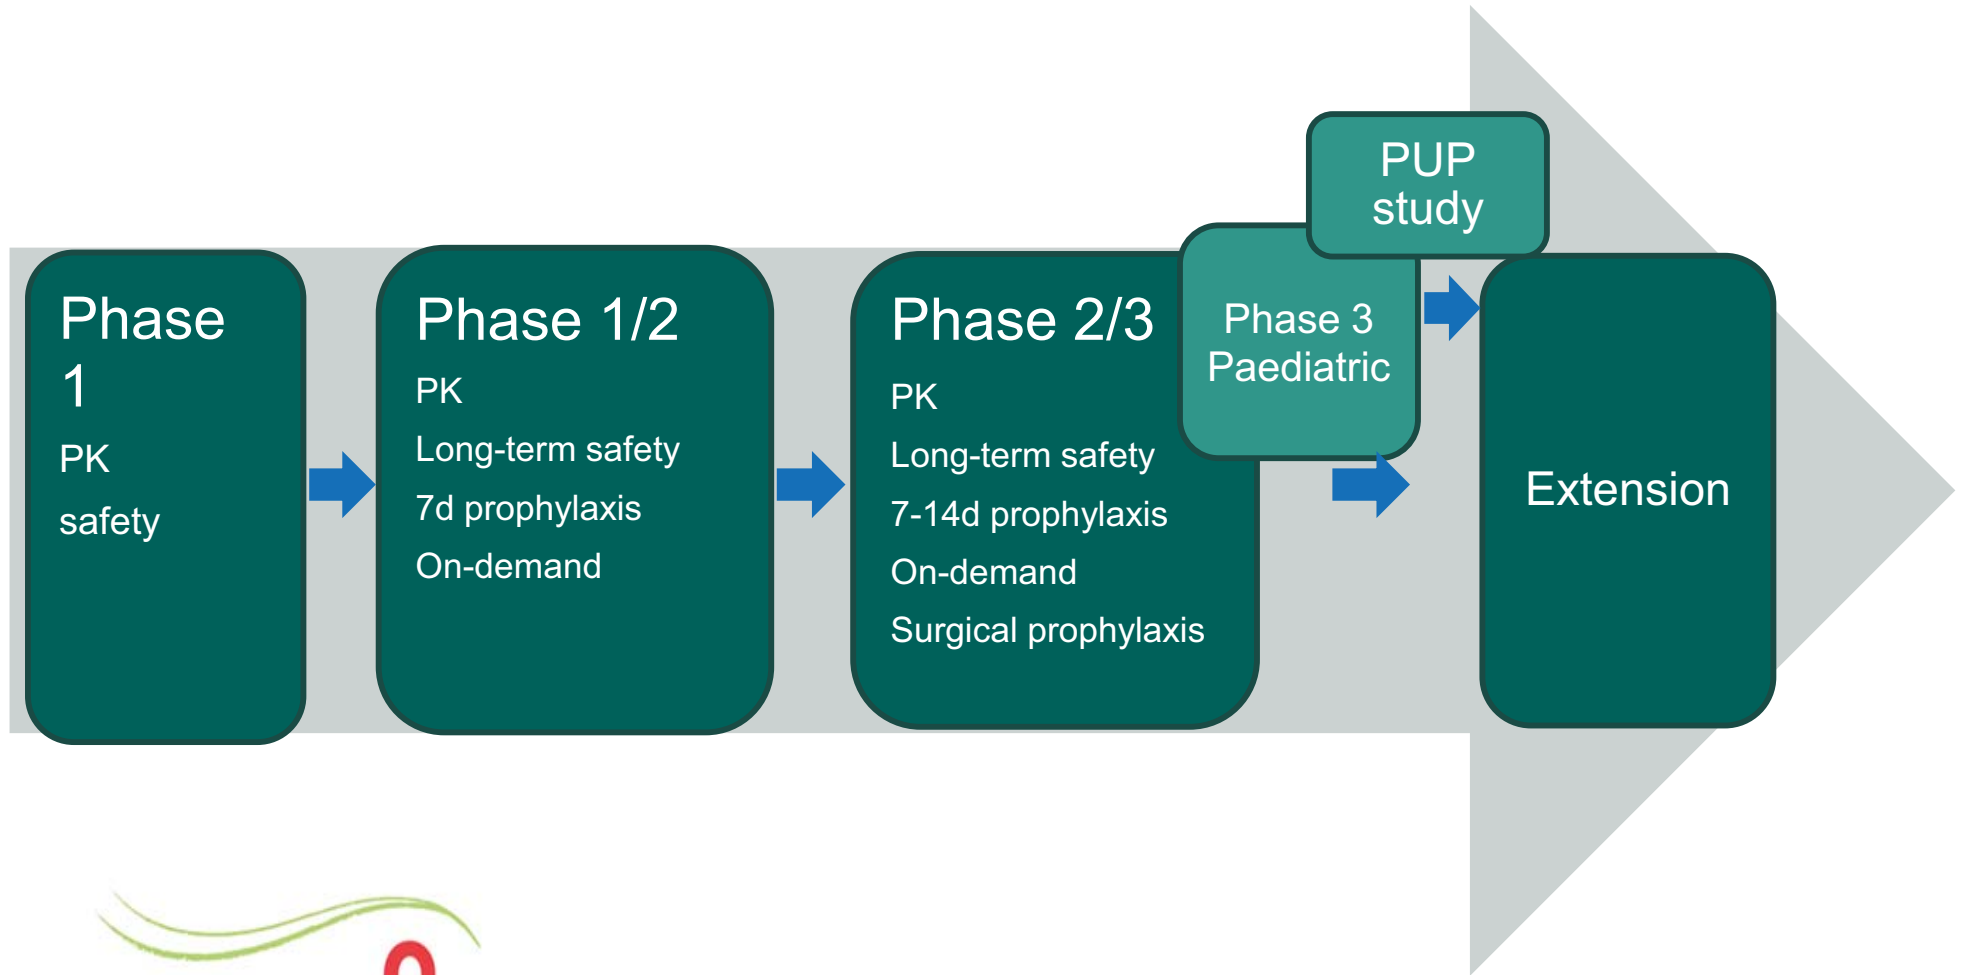 Phase
1
PK
safety
Phase 1/2
PK
Long-term safety
7d prophylaxis
On-demand
Phase 2/3
PK
Long-term safety
7-14d prophylaxis
On-demand
Surgical prophylaxis
Phase 3
Paediatric
PUP
study
Extension